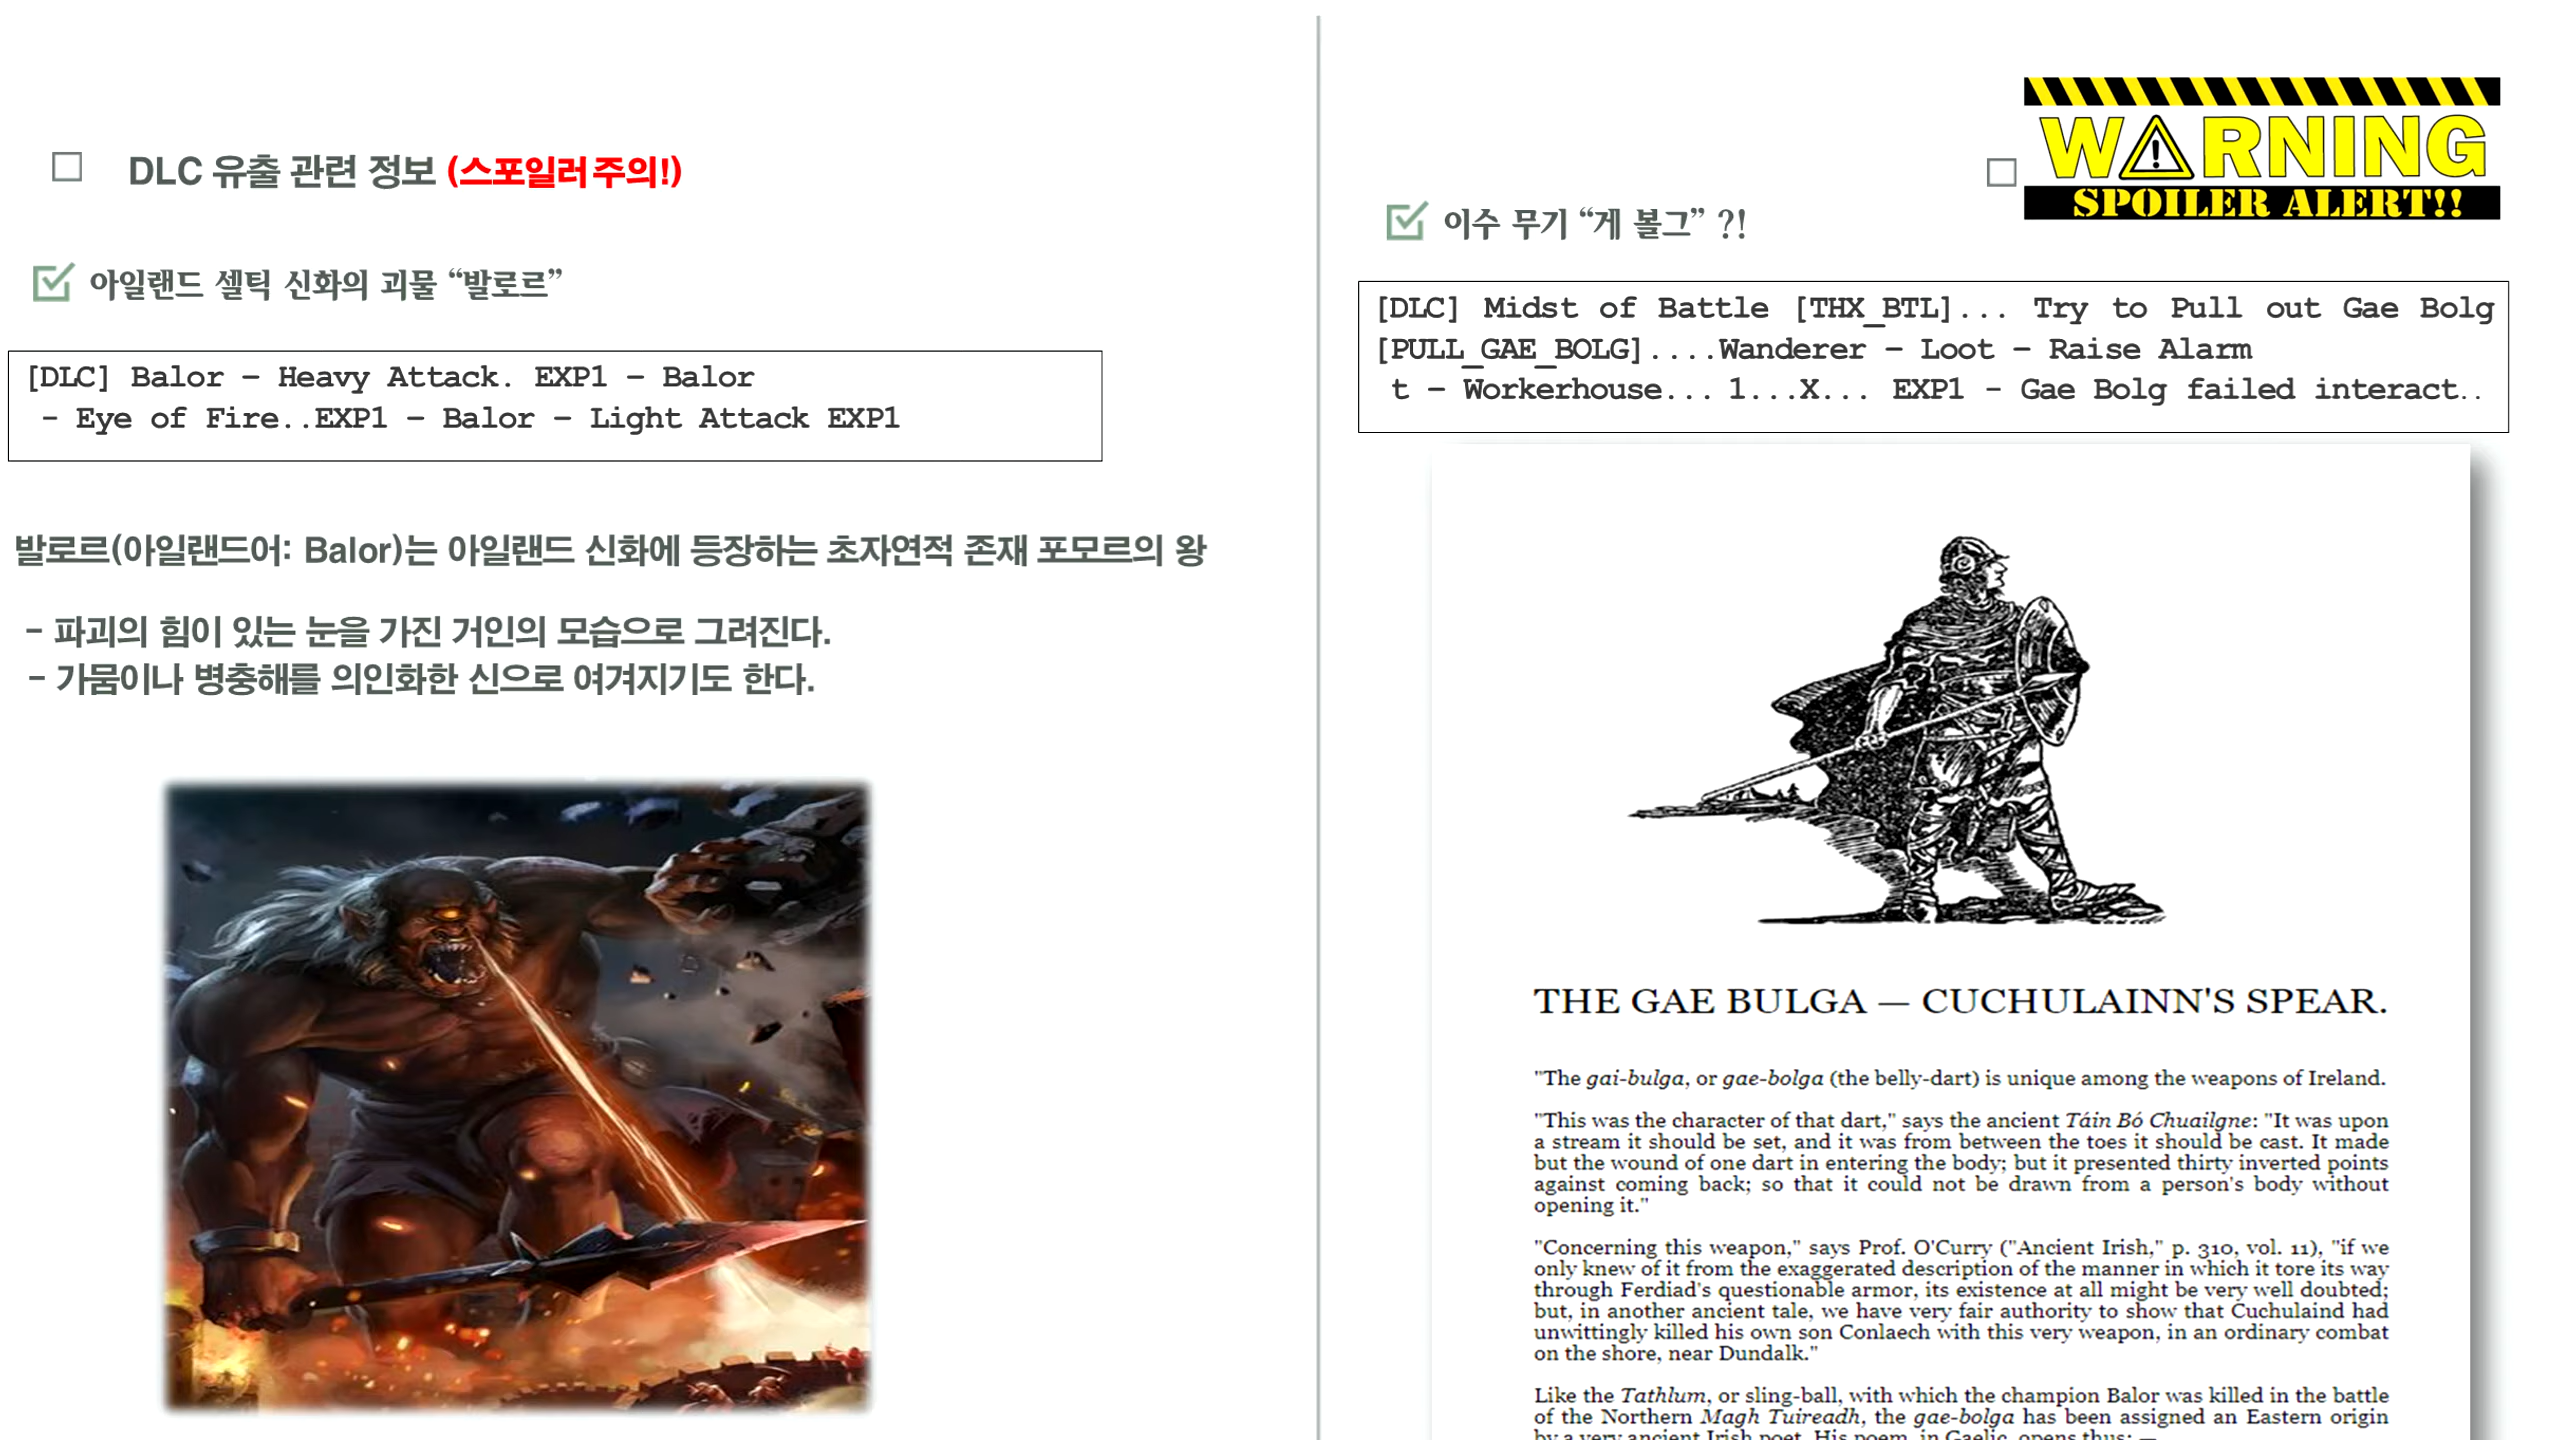 DLC 유출 관련 정보 (스포일러 주의!)
아일랜드 셀틱 신화의 괴물 “발로르”
[DLC] Balor – Heavy Attack. EXP1 – Balor
- Eye of Fire..EXP1 – Balor – Light Attack EXP1
발로르(아일랜드어: Balor)는 아일랜드 신화에 등장하는 초자연적 존재 포모르의 왕
- 파괴의 힘이 있는 눈을 가진 거인의 모습으로 그려진다.
- 가뭄이나 병충해를 의인화한 신으로 여겨지기도 한다.
WARNING
SPOILER ALERT!!
이수 무기 “게 볼그” ?!
[DLC] Midst of Battle [THX_BTL]... Try to Pull out Gae Bolg
[PULL_GAE_BOLG]....Wanderer – Loot – Raise Alarm
t – Workerhouse... 1...X... EXP1 - Gae Bolg failed interact..
THE GAE BULGA — CUCHULAINN'S SPEAR.
"The gai-bulga, or gae-bolga (the belly-dart) is unique among the weapons of Ireland.
"This was the character of that dart," says the ancient Táin Bó Chuailgne: "It was upon
a stream it should be set, and it was from between the toes it should be cast. It made
but the wound of one dart in entering the body; but it presented thirty inverted points
against coming back; so that it could not be drawn from a person's body without
opening it."
"Concerning this weapon," says Prof. O'Curry ("Ancient Irish," p. 310, vol. 11), "if we
only knew of it from the exaggerated description of the manner in which it tore its way
through Ferdiad's questionable armor, its existence at all might be very well doubted;
but, in another ancient tale, we have very fair authority to show that Cuchulaind had
unwittingly killed his own son Conlaech with this very weapon, in an ordinary combat
on the shore, near Dundalk."
Like the Tathlum, or sling-ball, with which the champion Balor was killed in the battle
of the Northern Magh Tuireadh, the gae-bolga has been assigned an Eastern origin
by a very ancient Irish poet. His poem, in Gaelic, opens thus: —